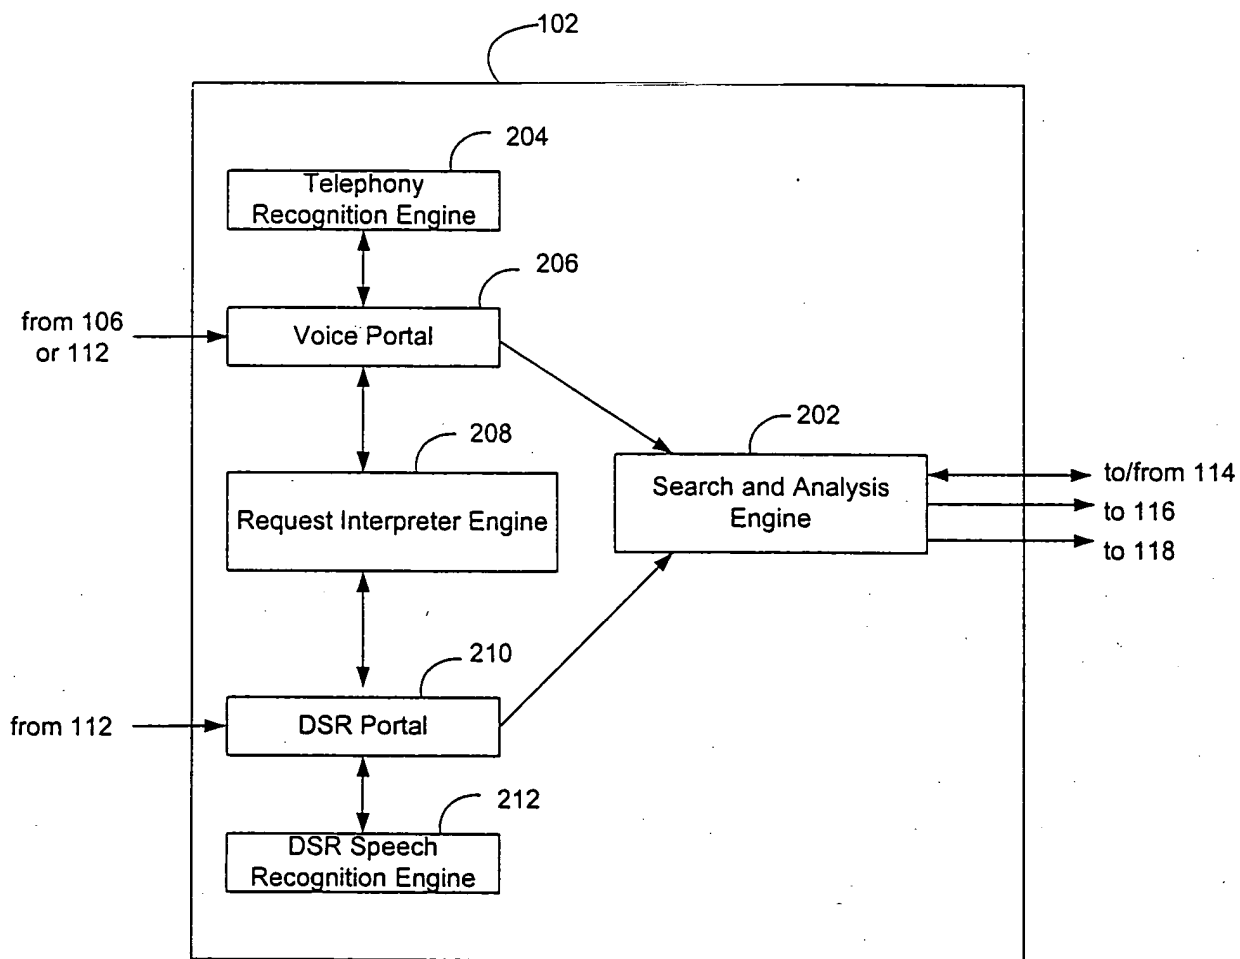 102
204
Telephony
Recognition Engine
206
from 106
or 112
Voice Portal
202
208
Search and Analysis
Engine
to/from 114
to 116
to 118
Request Interpreter Engine
210
from 112
DSR Portal
212
DSR Speech
Recognition Engine